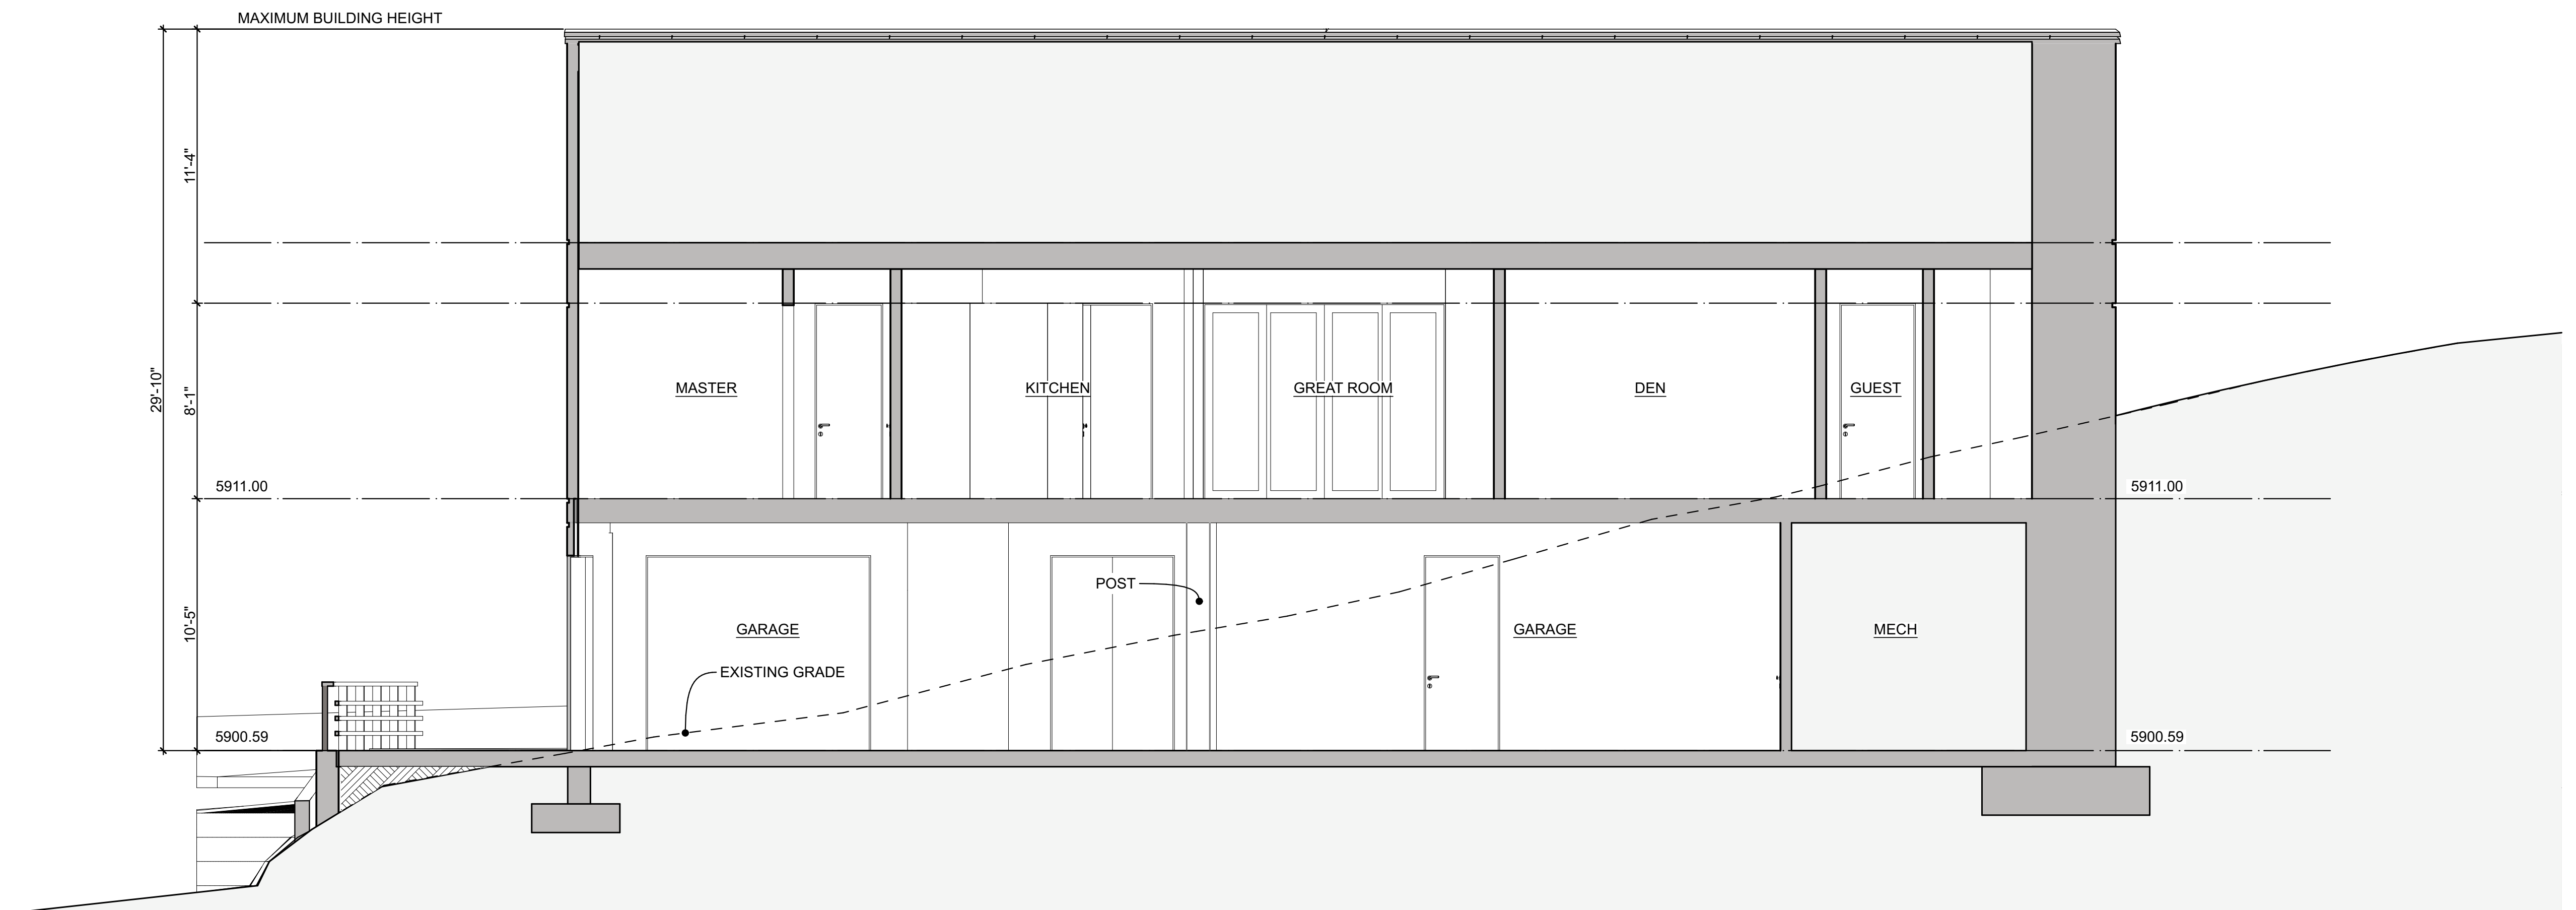 MAXIMUM BUILDING HEIGHT
11'-4"
29'-10"
8'-1"
MASTER
KITCHEN
GREAT ROOM
DEN
GUEST
5911.00
5911.00
POST
10'-5"
GARAGE
GARAGE
MECH
EXISTING GRADE
5900.59
5900.59